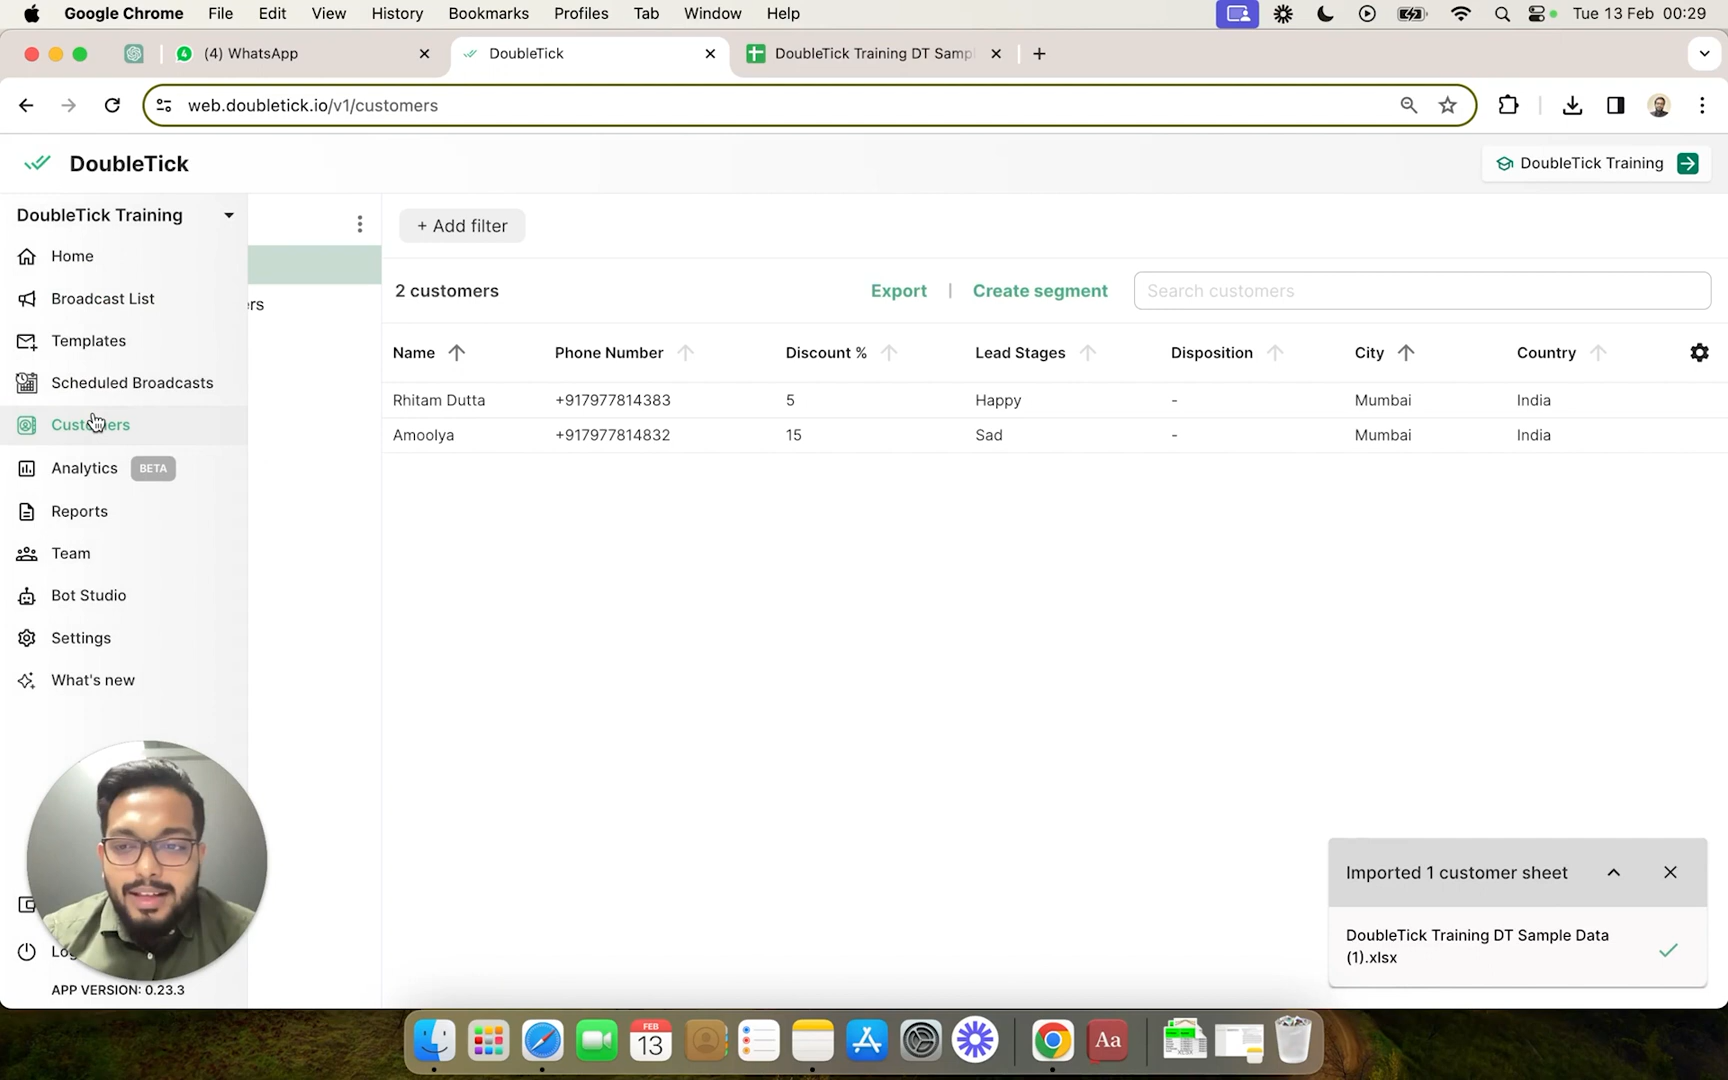 Google Chrome File Edit View History Bookmarks Profiles Tab Window Help Tue 13 Feb 00:29
(4) WhatsApp DoubleTick DoubleTick Training DT Samp
web.doubletick.io/v1/customers
DoubleTick DoubleTick Training
DoubleTick Training
Home
Broadcast List
Templates
Scheduled Broadcasts
Customers
Analytics BETA
Reports
Team
Bot Studio
Settings
What's new
APP VERSION: 0.23.3
rs
+ Add filter
2 customers Export | Create segment Search customers
Name Phone Number Discount % Lead Stages Disposition City Country
Rhitam Dutta +917977814383 5 Happy - Mumbai India
Amoolya +917977814832 15 Sad - Mumbai India
Imported 1 customer sheet
DoubleTick Training DT Sample Data
(1).xlsx
FEB
13
Aa